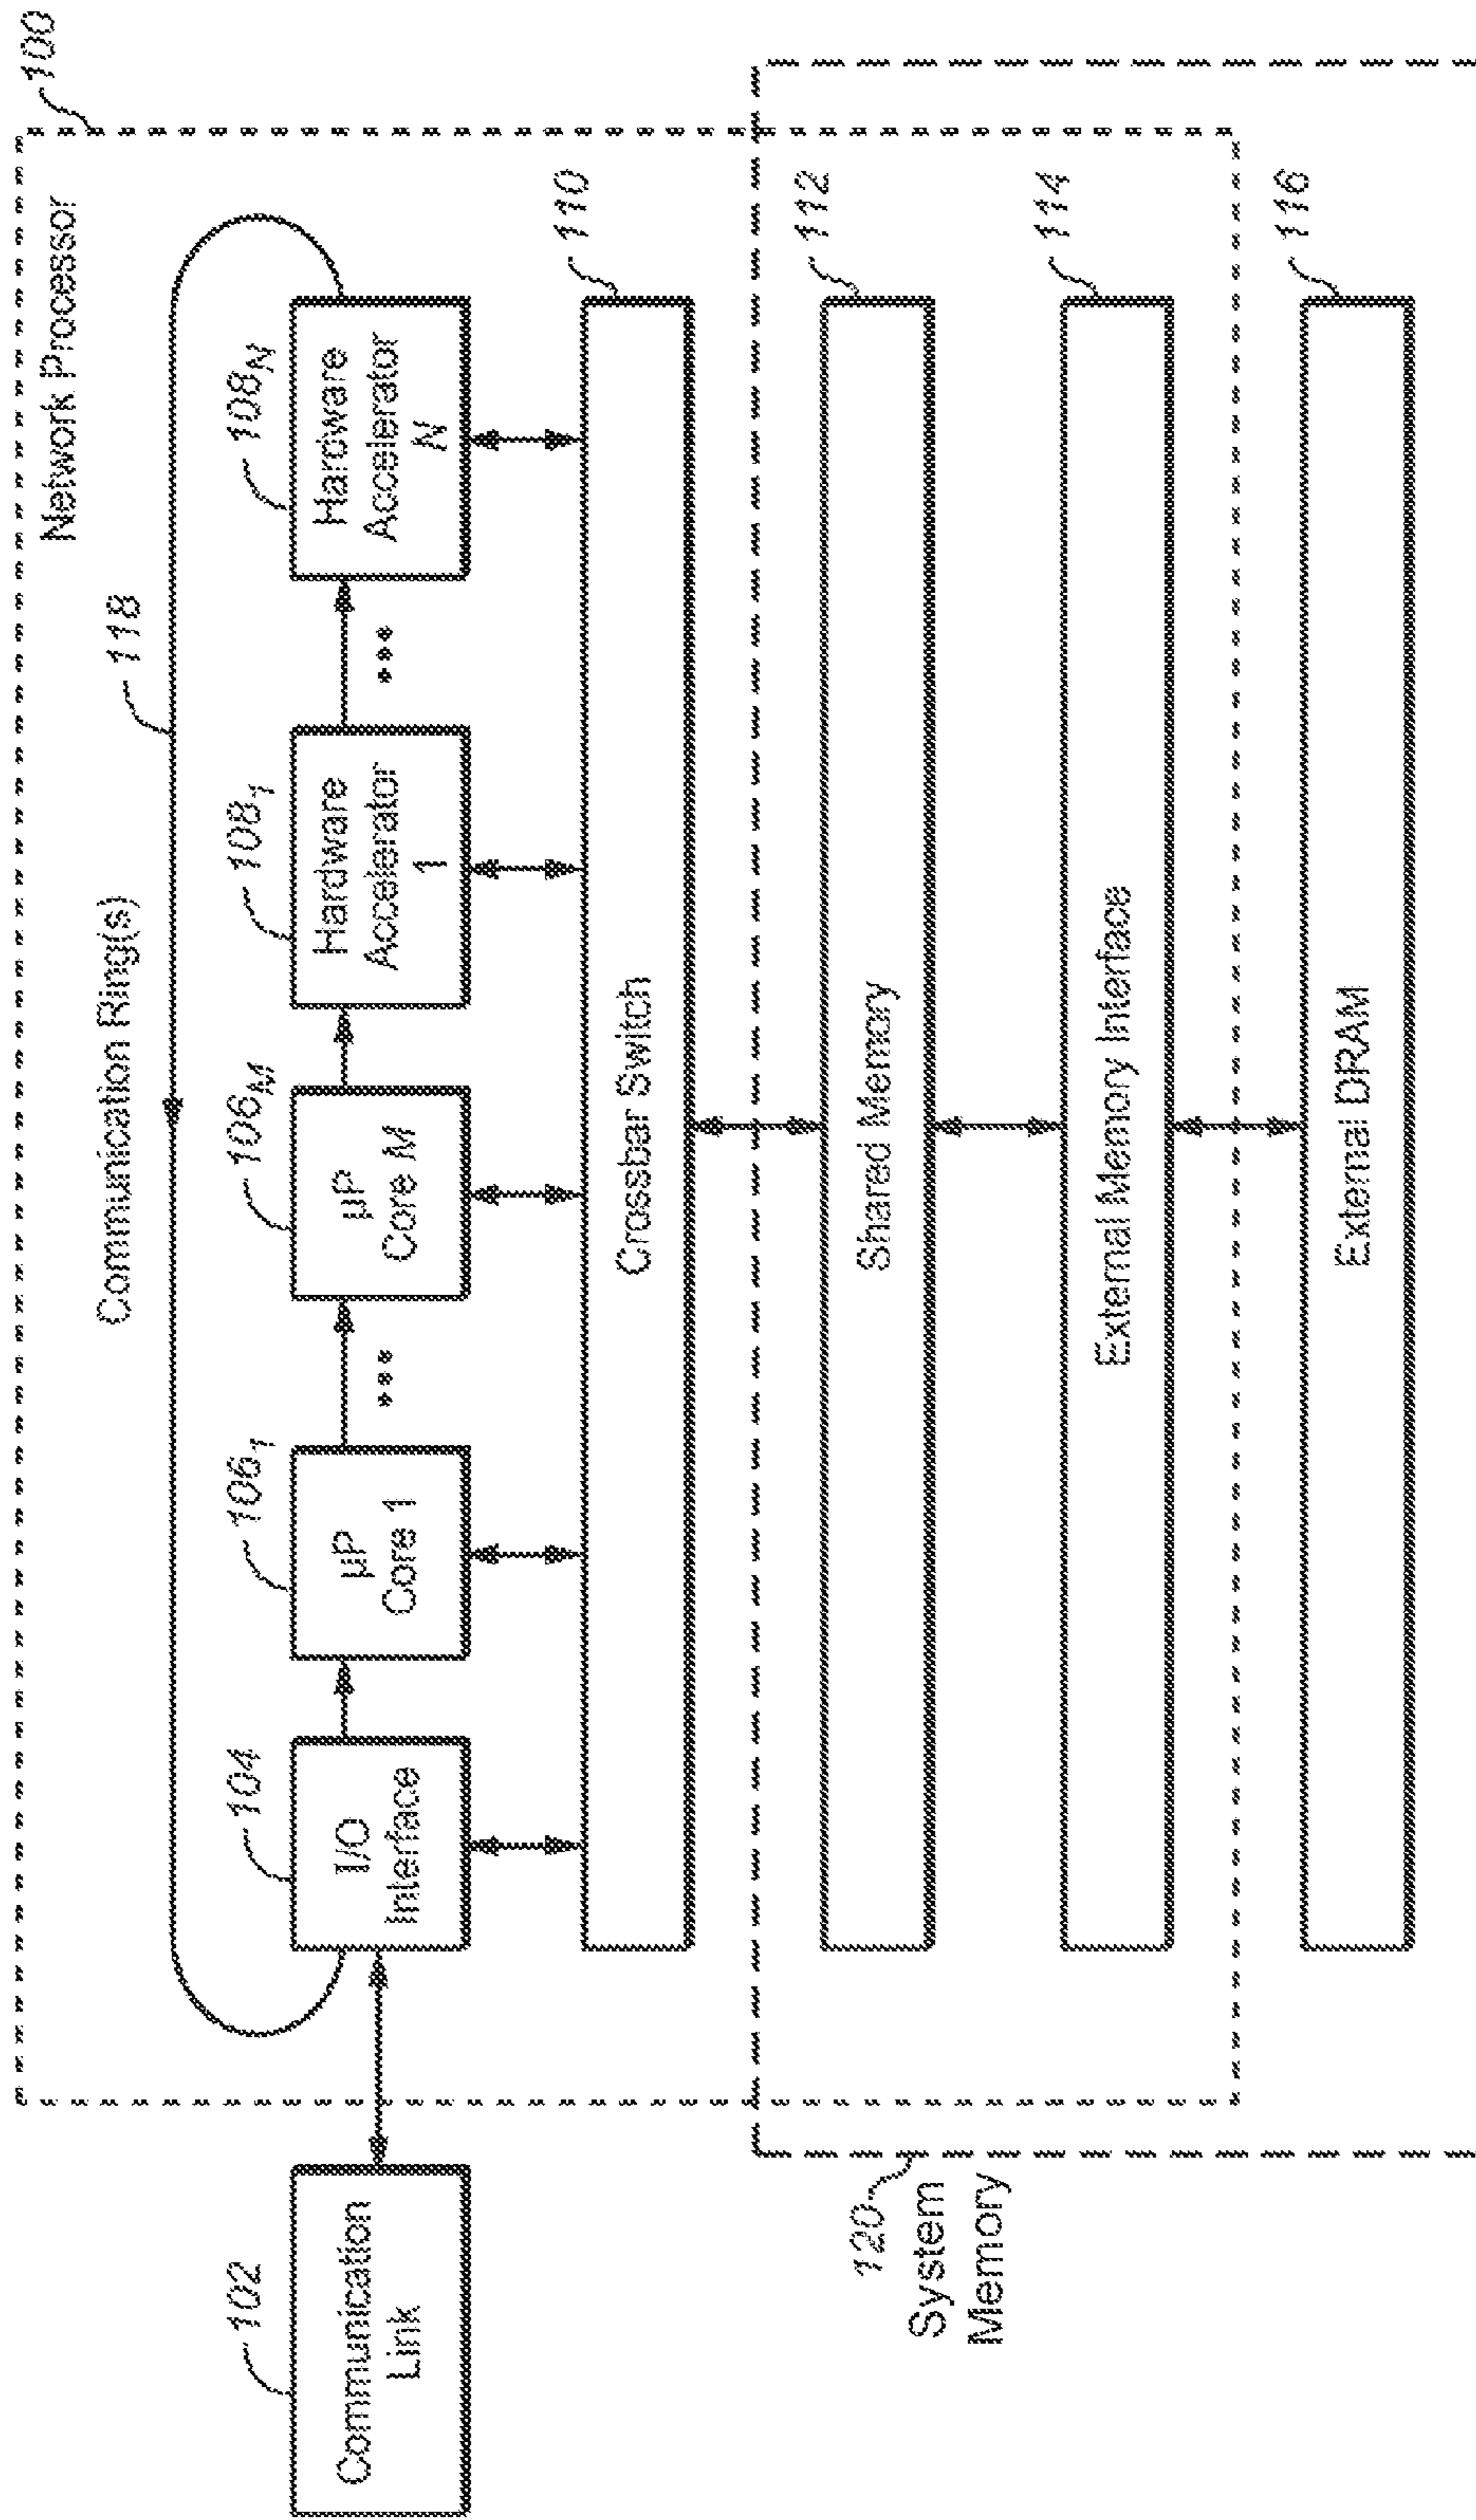 100
Network Processor
Communication Ring(s)
118
102
Communication
Link
104
I/O
Interface
106₁
µP
Core 1
•••
106M
µP
Core M
108₁
Hardware
Accelerator
1
•••
108N
Hardware
Accelerator
N
110
Crossbar Switch
120
System
Memory
112
Shared Memory
114
External Memory Interface
116
External DRAM